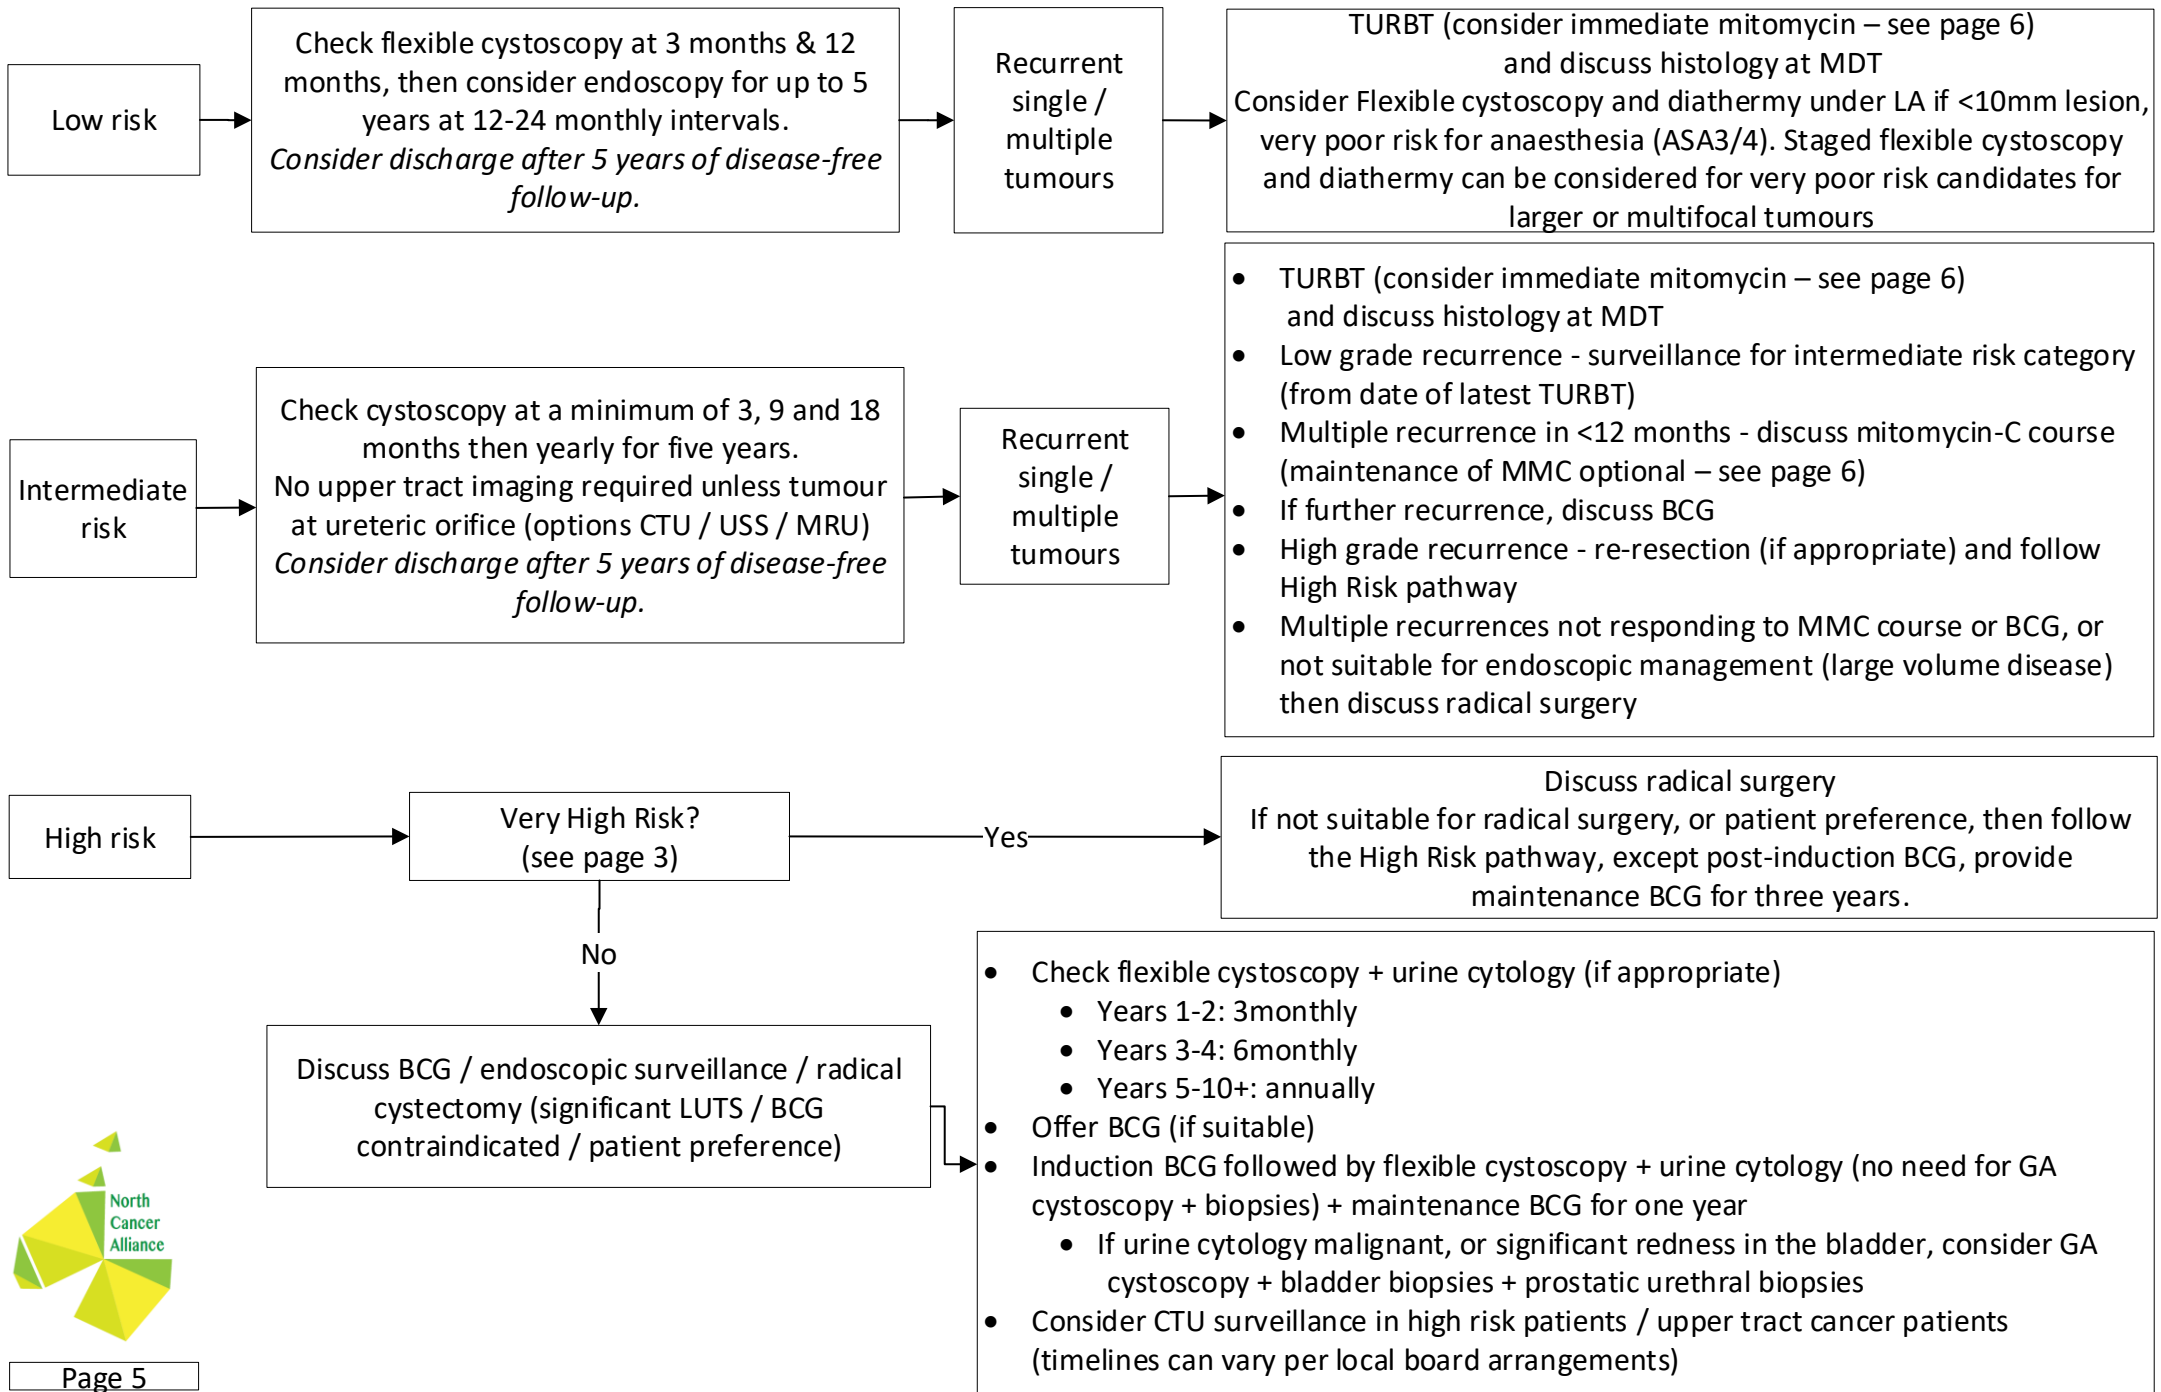 Low risk
Check flexible cystoscopy at 3 months & 12
months, then consider endoscopy for up to 5
years at 12-24 monthly intervals.
Consider discharge after 5 years of disease-free
follow-up.
Recurrent
single /
multiple
tumours
TURBT (consider immediate mitomycin – see page 6)
and discuss histology at MDT
Consider Flexible cystoscopy and diathermy under LA if <10mm lesion,
very poor risk for anaesthesia (ASA3/4). Staged flexible cystoscopy
and diathermy can be considered for very poor risk candidates for
larger or multifocal tumours
Intermediate
risk
Check cystoscopy at a minimum of 3, 9 and 18
months then yearly for five years.
No upper tract imaging required unless tumour
at ureteric orifice (options CTU / USS / MRU)
Consider discharge after 5 years of disease-free
follow-up.
Recurrent
single /
multiple
tumours
• TURBT (consider immediate mitomycin – see page 6)
and discuss histology at MDT
• Low grade recurrence - surveillance for intermediate risk category
(from date of latest TURBT)
• Multiple recurrence in <12 months - discuss mitomycin-C course
(maintenance of MMC optional – see page 6)
• If further recurrence, discuss BCG
• High grade recurrence - re-resection (if appropriate) and follow
High Risk pathway
• Multiple recurrences not responding to MMC course or BCG, or
not suitable for endoscopic management (large volume disease)
then discuss radical surgery
High risk
Very High Risk?
(see page 3)
Yes
Discuss radical surgery
If not suitable for radical surgery, or patient preference, then follow
the High Risk pathway, except post-induction BCG, provide
maintenance BCG for three years.
No
Discuss BCG / endoscopic surveillance / radical
cystectomy (significant LUTS / BCG
contraindicated / patient preference)
• Check flexible cystoscopy + urine cytology (if appropriate)
• Years 1-2: 3monthly
• Years 3-4: 6monthly
• Years 5-10+: annually
• Offer BCG (if suitable)
• Induction BCG followed by flexible cystoscopy + urine cytology (no need for GA
cystoscopy + biopsies) + maintenance BCG for one year
• If urine cytology malignant, or significant redness in the bladder, consider GA
cystoscopy + bladder biopsies + prostatic urethral biopsies
• Consider CTU surveillance in high risk patients / upper tract cancer patients
(timelines can vary per local board arrangements)
North
Cancer
Alliance
Page 5